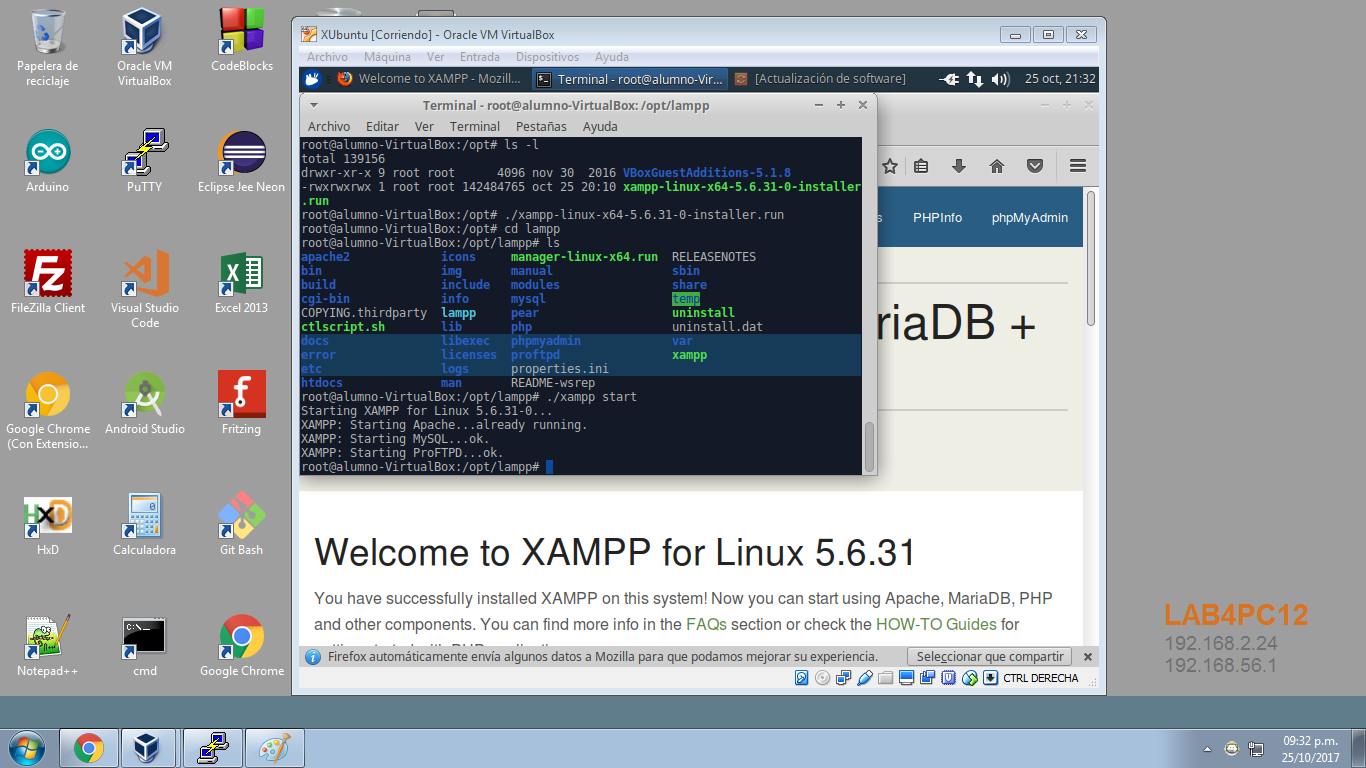 Papelera de
reciclaje
Oracle VM
VirtualBox
CodeBlocks
Arduino
PuTTY
Eclipse Jee Neon
FileZilla Client
Visual Studio
Code
Excel 2013
Google Chrome
(Con Extensio...
Android Studio
Fritzing
HxD
Calculadora
Git Bash
Notepad++
cmd
Google Chrome
XUbuntu [Corriendo] - Oracle VM VirtualBox
Archivo Máquina Ver Entrada Dispositivos Ayuda
Welcome to XAMPP - Mozill... Terminal - root@alumno-Vir... [Actualización de software] 25 oct, 21:32
Terminal - root@alumno-VirtualBox: /opt/lampp
Archivo Editar Ver Terminal Pestañas Ayuda
root@alumno-VirtualBox:/opt# ls -l
total 139156
drwxr-xr-x 9 root root 4096 nov 30 2016 VBoxGuestAdditions-5.1.8
-rwxrwxrwx 1 root root 142484765 oct 25 20:10 xampp-linux-x64-5.6.31-0-installer
.run
root@alumno-VirtualBox:/opt# ./xampp-linux-x64-5.6.31-0-installer.run
root@alumno-VirtualBox:/opt# cd lampp
root@alumno-VirtualBox:/opt/lampp# ls
apache2 icons manager-linux-x64.run RELEASENOTES
bin img manual sbin
build include modules share
cgi-bin info mysql temp
COPYING.thirdparty lampp pear uninstall
ctlscript.sh lib php uninstall.dat
docs libexec phpmyadmin var
error licenses proftpd xampp
etc logs properties.ini
htdocs man README-wsrep
root@alumno-VirtualBox:/opt/lampp# ./xampp start
Starting XAMPP for Linux 5.6.31-0...
XAMPP: Starting Apache...already running.
XAMPP: Starting MySQL...ok.
XAMPP: Starting ProFTPD...ok.
root@alumno-VirtualBox:/opt/lampp#
s PHPInfo phpMyAdmin
riaDB +
Welcome to XAMPP for Linux 5.6.31
You have successfully installed XAMPP on this system! Now you can start using Apache, MariaDB, PHP
and other components. You can find more info in the FAQs section or check the HOW-TO Guides for
Firefox automáticamente envía algunos datos a Mozilla para que podamos mejorar su experiencia. Seleccionar que compartir
CTRL DERECHA
LAB4PC12
192.168.2.24
192.168.56.1
09:32 p.m.
25/10/2017